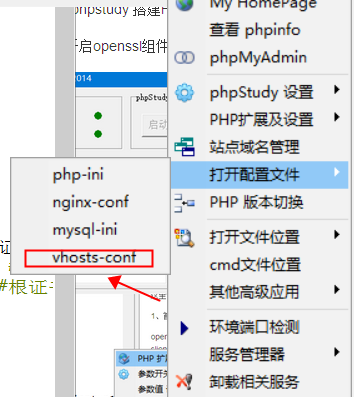 phpstudy 搭建
My HomePage
查看 phpinfo
开启openssl组件
phpMyAdmin
2014
phpStudy 设置
phpStudy
PHP扩展及设置
启动
站点域名管理
php-ini
打开配置文件
nginx-conf
PHP 版本切换
mysql-ini
打开文件位置
vhosts-conf
证
cmd文件位置
#根证
其他高级应用
1、
open
环境端口检测
PHP 扩展
服务管理器
参数开关
参数值
卸载相关服务